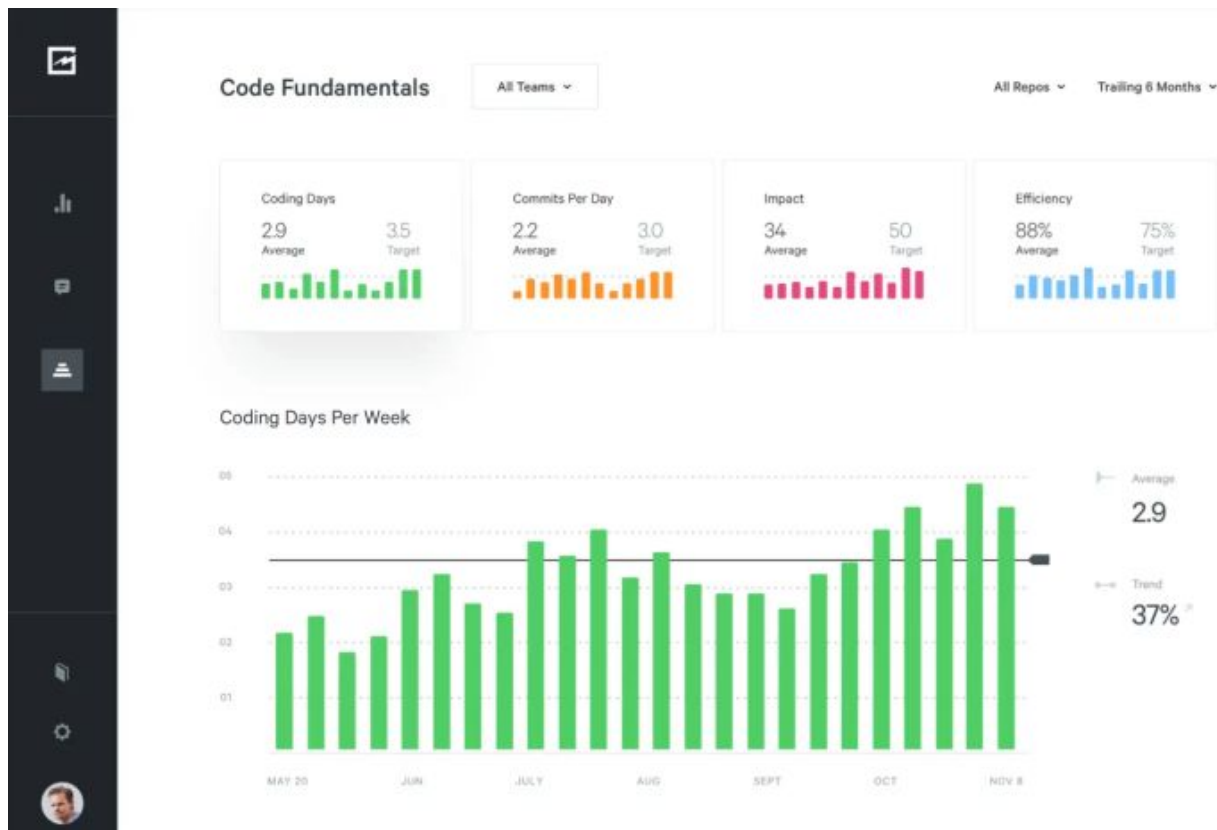 Code Fundamentals
All Teams
All Repos
Trailing 6 Months
Coding Days
2.9
3.5
Average
Target
Commits Per Day
2.2
3.0
Average
Target
Impact
34
50
Average
Target
Efficiency
88%
75%
Average
Target
Coding Days Per Week
05
04
03
02
01
MAY 20
JUN
JULY
AUG
SEPT
OCT
NOV 8
Average
2.9
Trend
37%